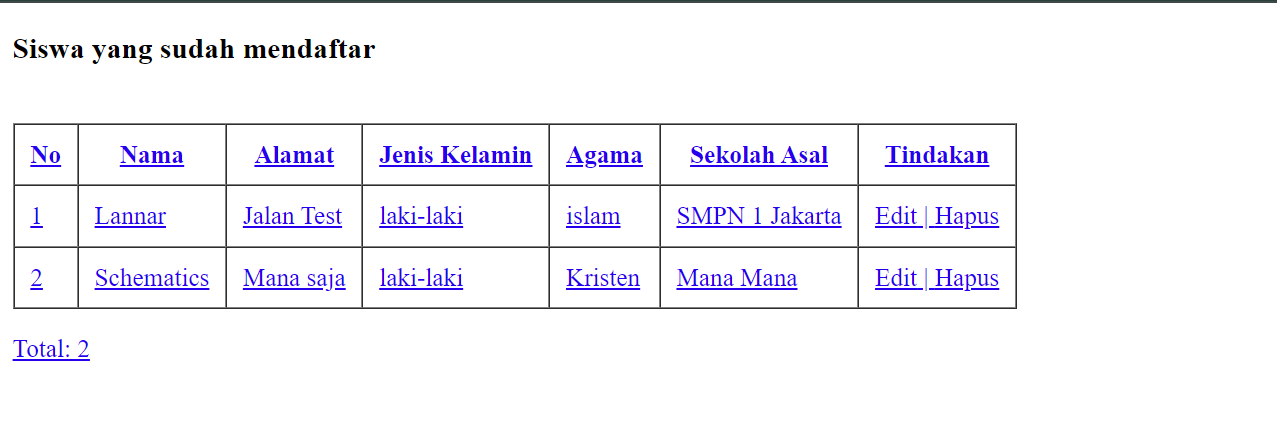 Siswa yang sudah mendaftar
No Nama Alamat Jenis Kelamin Agama Sekolah Asal Tindakan
1 Lannar Jalan Test laki-laki islam SMPN 1 Jakarta Edit | Hapus
2 Schematics Mana saja laki-laki Kristen Mana Mana Edit | Hapus
Total: 2